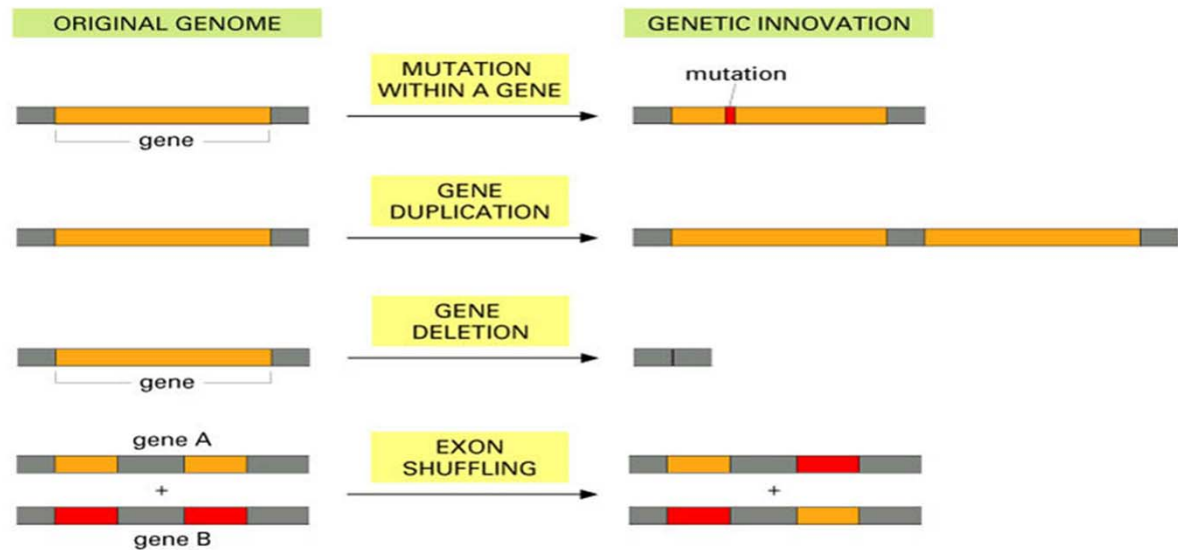 ORIGINAL GENOME
GENETIC INNOVATION
MUTATION
WITHIN A GENE
mutation
gene
GENE
DUPLICATION
GENE
DELETION
gene
gene A
+
gene B
EXON
SHUFFLING
+